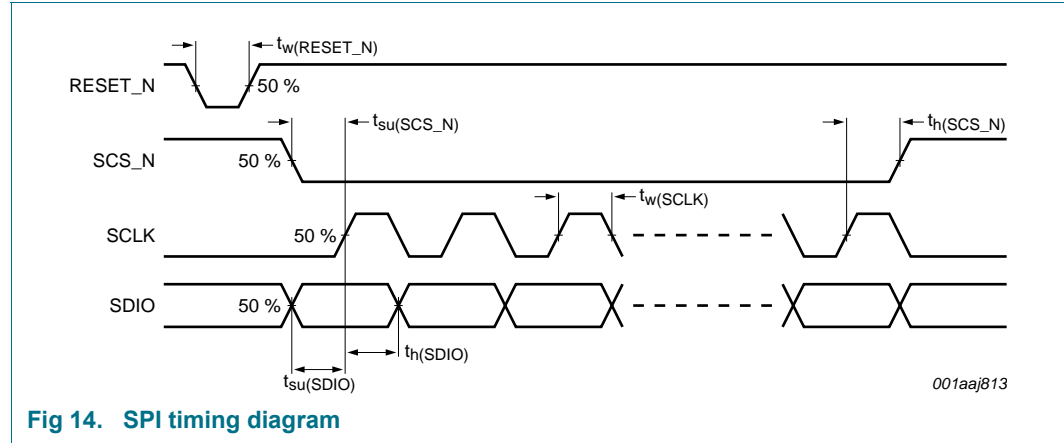 tw(RESET_N)
RESET_N
50 %
tsu(SCS_N)
th(SCS_N)
SCS_N
50 %
tw(SCLK)
SCLK
50 %
SDIO
50 %
th(SDIO)
tsu(SDIO)
001aaj813
Fig 14. SPI timing diagram